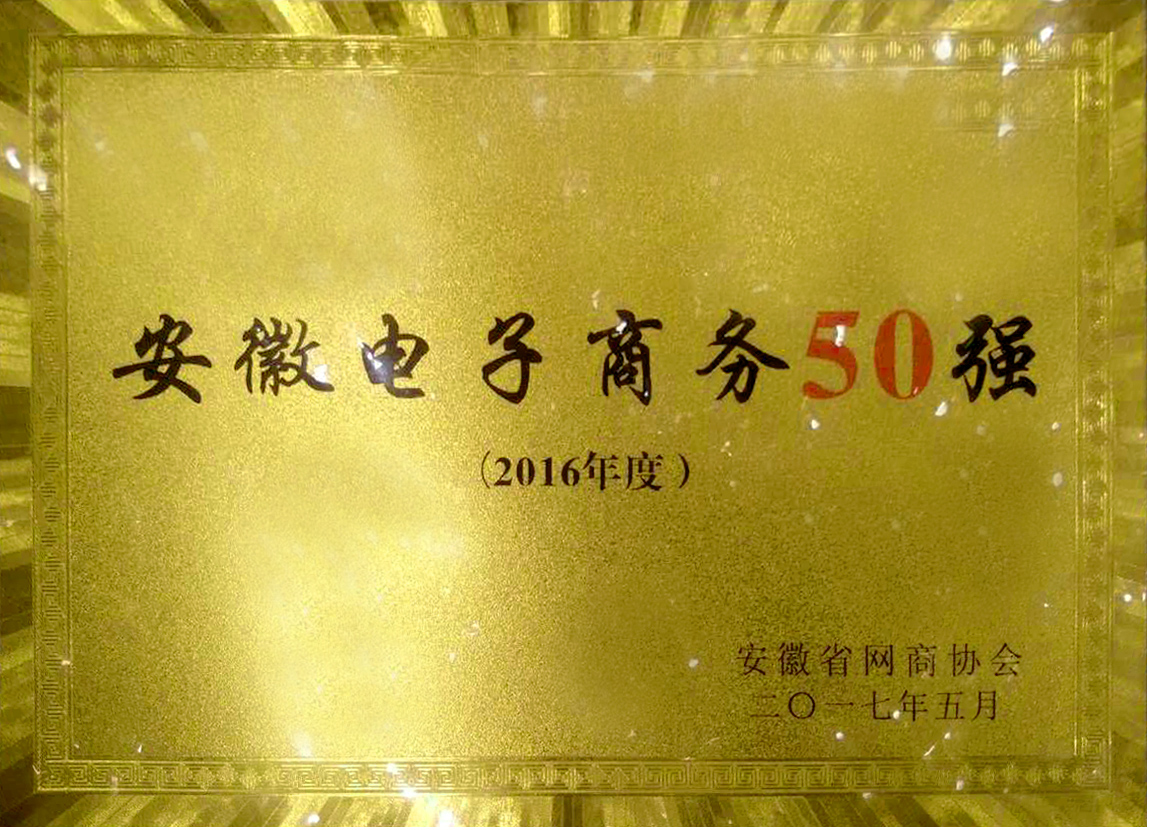 安徽电子商务50强
（2016年度）
安徽省网商协会
二〇一七年五月